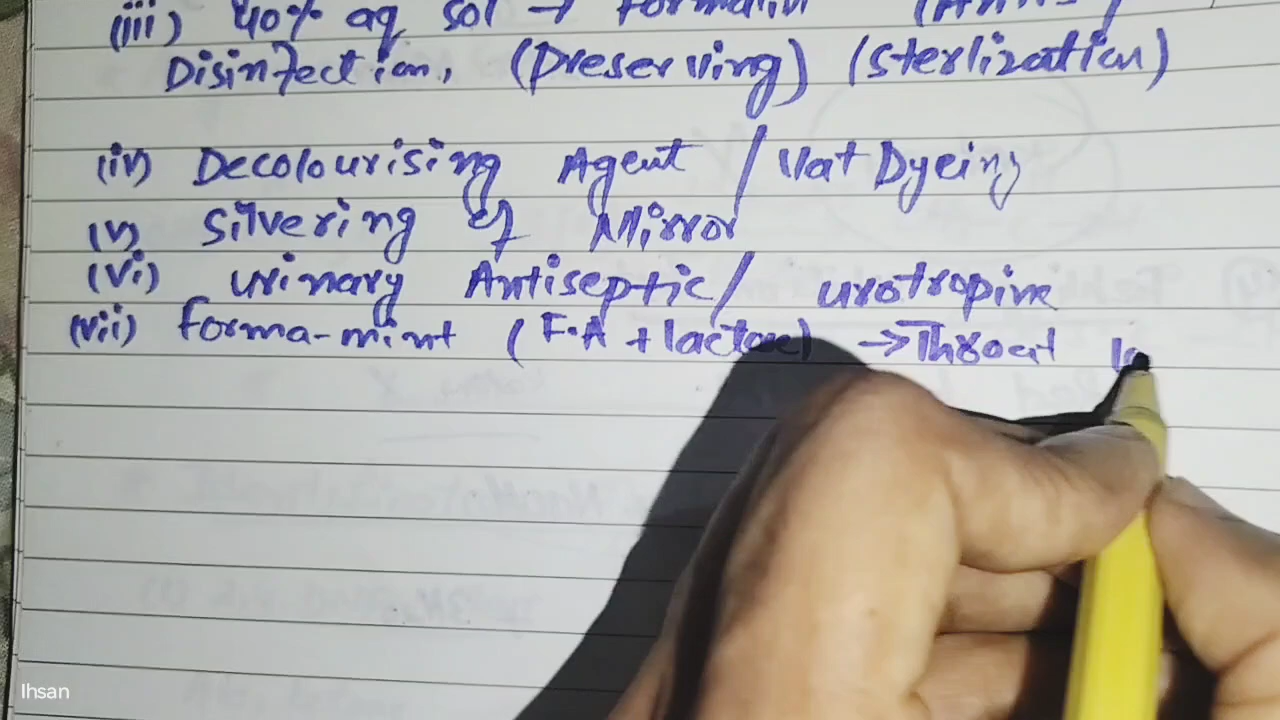 (iii) 40% aq sol → formalin
Disinfection, (Preserving) (Sterlization)
(iv) Decolourising Agent / Vat Dyeing
(v) Silvering of Mirror
(vi) urinary Antiseptic/ urotropine
(vii) forma-mint (F.A + lactose) → Throat
Ihsan